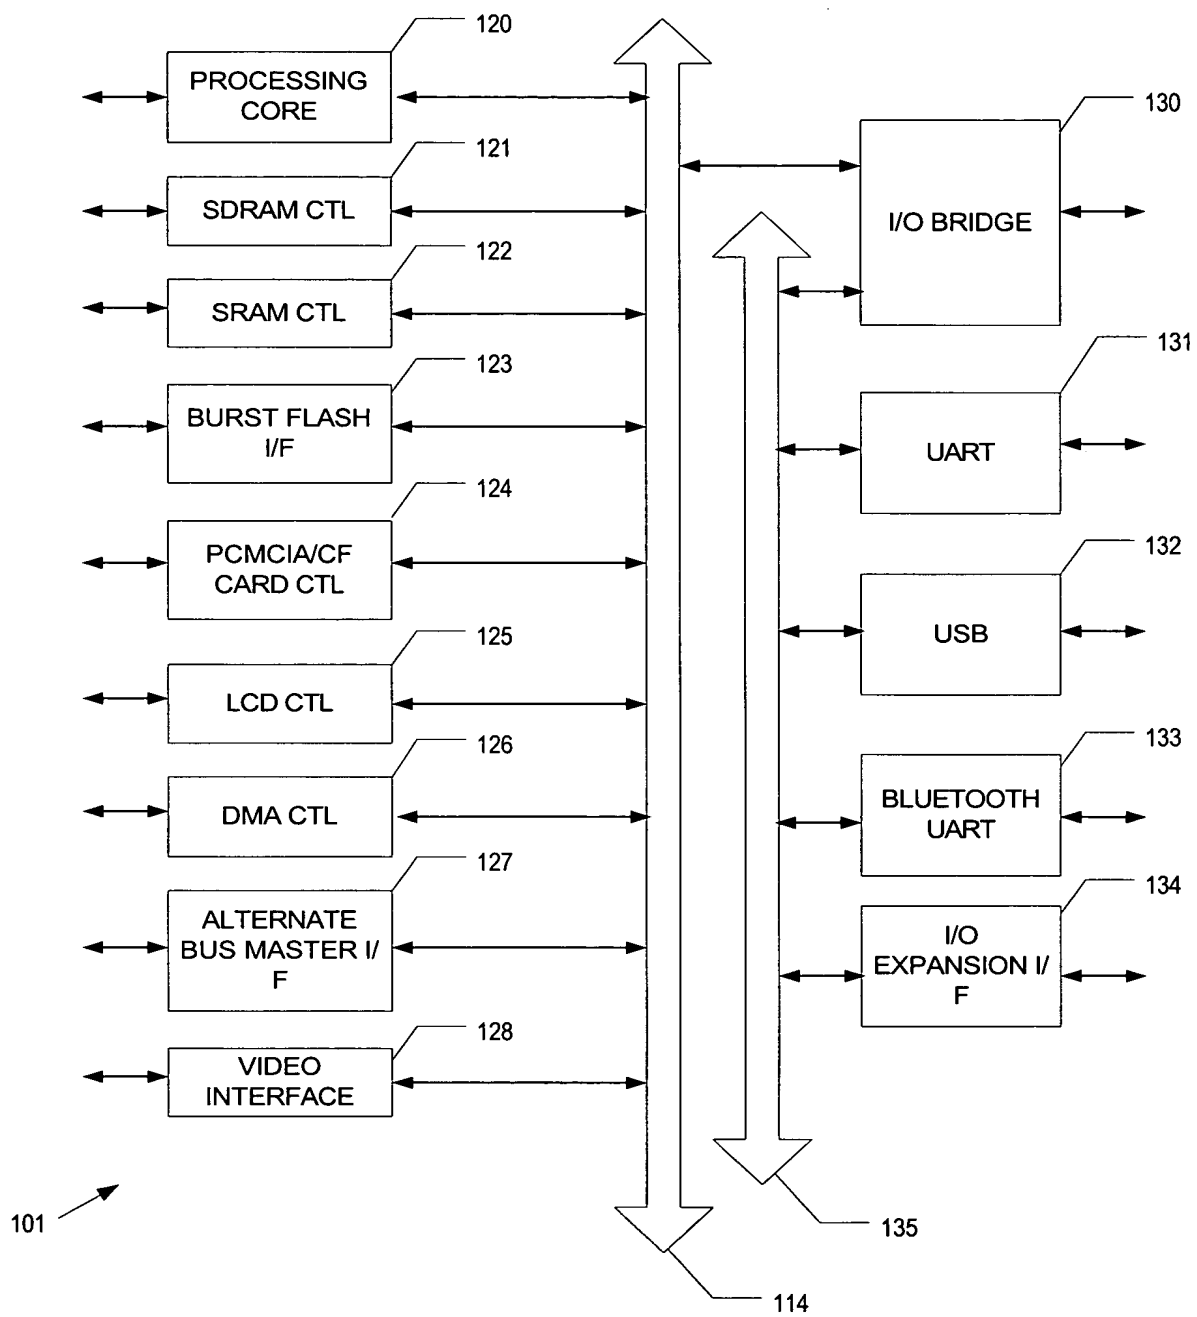 120
PROCESSING
CORE
121
SDRAM CTL
122
SRAM CTL
123
BURST FLASH
I/F
124
PCMCIA/CF
CARD CTL
125
LCD CTL
126
DMA CTL
127
ALTERNATE
BUS MASTER I/
F
128
VIDEO
INTERFACE
130
I/O BRIDGE
131
UART
132
USB
133
BLUETOOTH
UART
134
I/O
EXPANSION I/
F
101
135
114